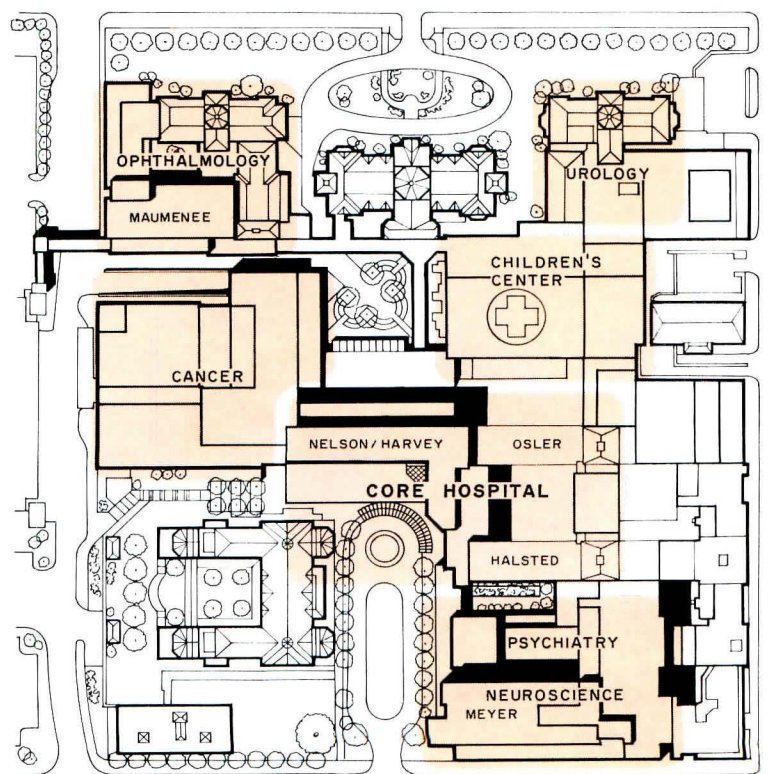 OPHTHALMOLOGY
UROLOGY
MAUMENEE
CHILDREN'S
CENTER
CANCER
NELSON/HARVEY
OSLER
CORE HOSPITAL
HALSTED
PSYCHIATRY
NEUROSCIENCE
MEYER